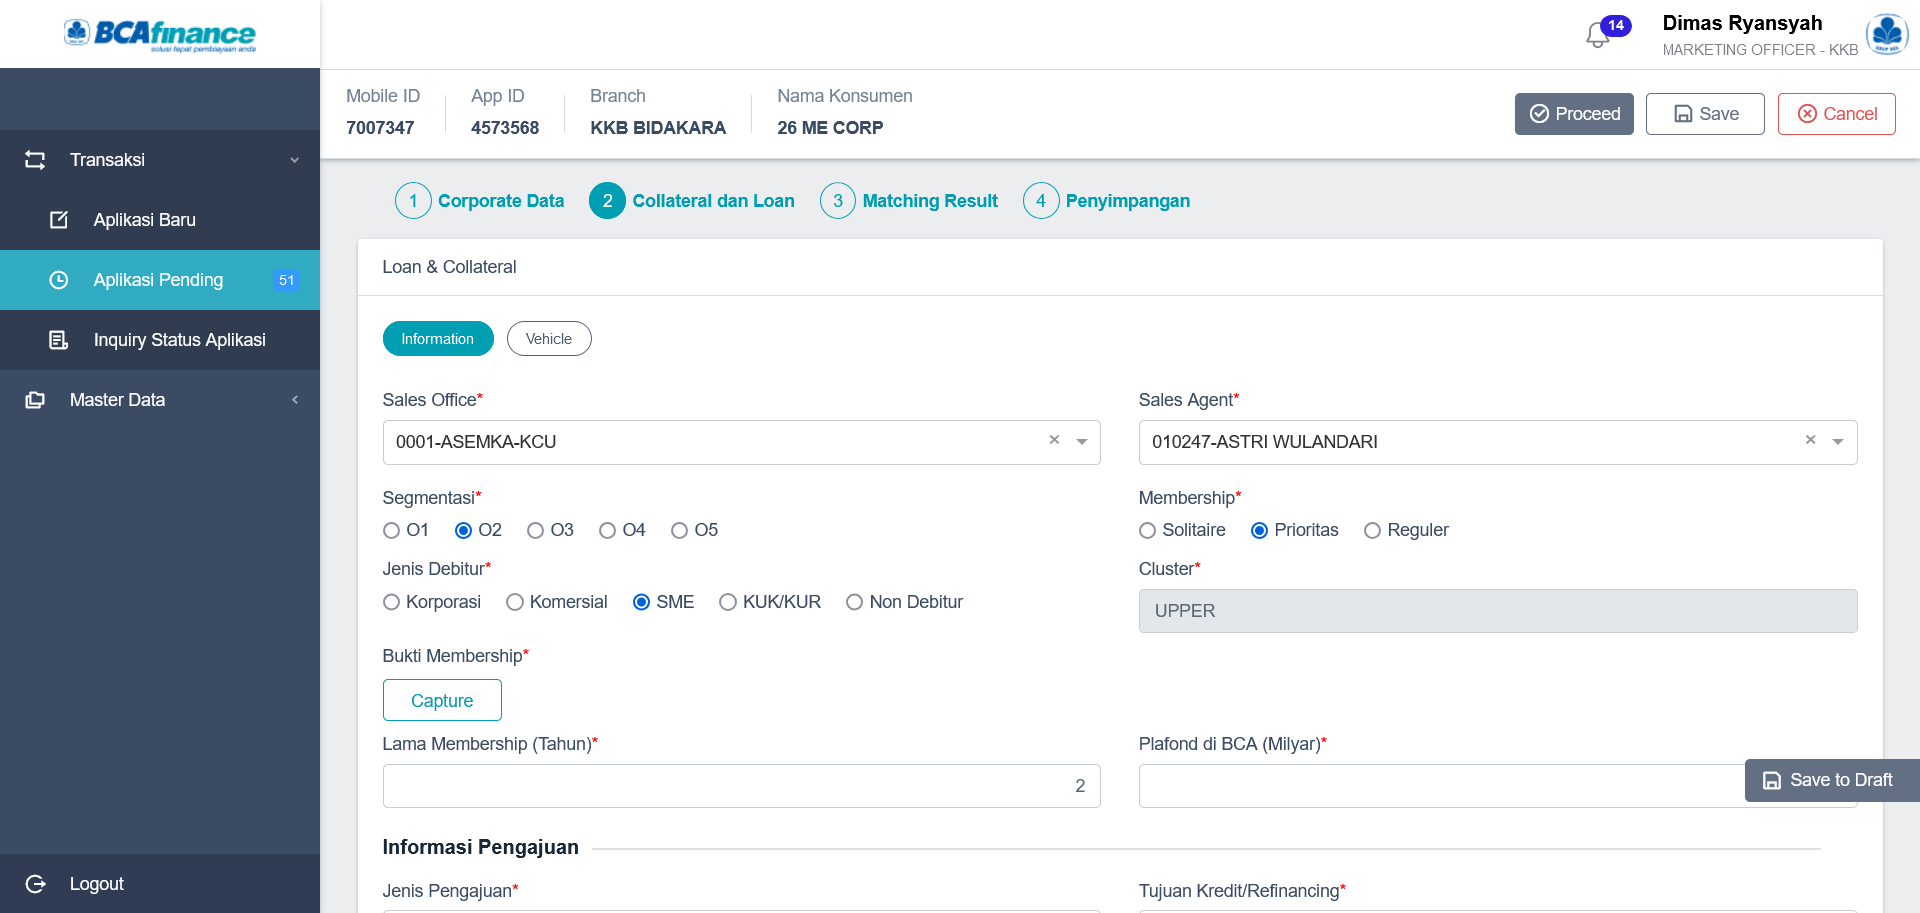 BCAfinance
solusi tepat pembiayaan anda
14
Dimas Ryansyah
MARKETING OFFICER - KKB
Mobile ID
7007347
App ID
4573568
Branch
KKB BIDAKARA
Nama Konsumen
26 ME CORP
Proceed
Save
Cancel
Transaksi
Aplikasi Baru
Aplikasi Pending 51
Inquiry Status Aplikasi
Master Data
Logout
1 Corporate Data
2 Collateral dan Loan
3 Matching Result
4 Penyimpangan
Loan & Collateral
Information
Vehicle
Sales Office*
0001-ASEMKA-KCU
Sales Agent*
010247-ASTRI WULANDARI
Segmentasi*
O1 O2 O3 O4 O5
Membership*
Solitaire Prioritas Reguler
Jenis Debitur*
Korporasi Komersial SME KUK/KUR Non Debitur
Cluster*
UPPER
Bukti Membership*
Capture
Lama Membership (Tahun)*
2
Plafond di BCA (Milyar)*
Save to Draft
Informasi Pengajuan
Jenis Pengajuan*
Tujuan Kredit/Refinancing*